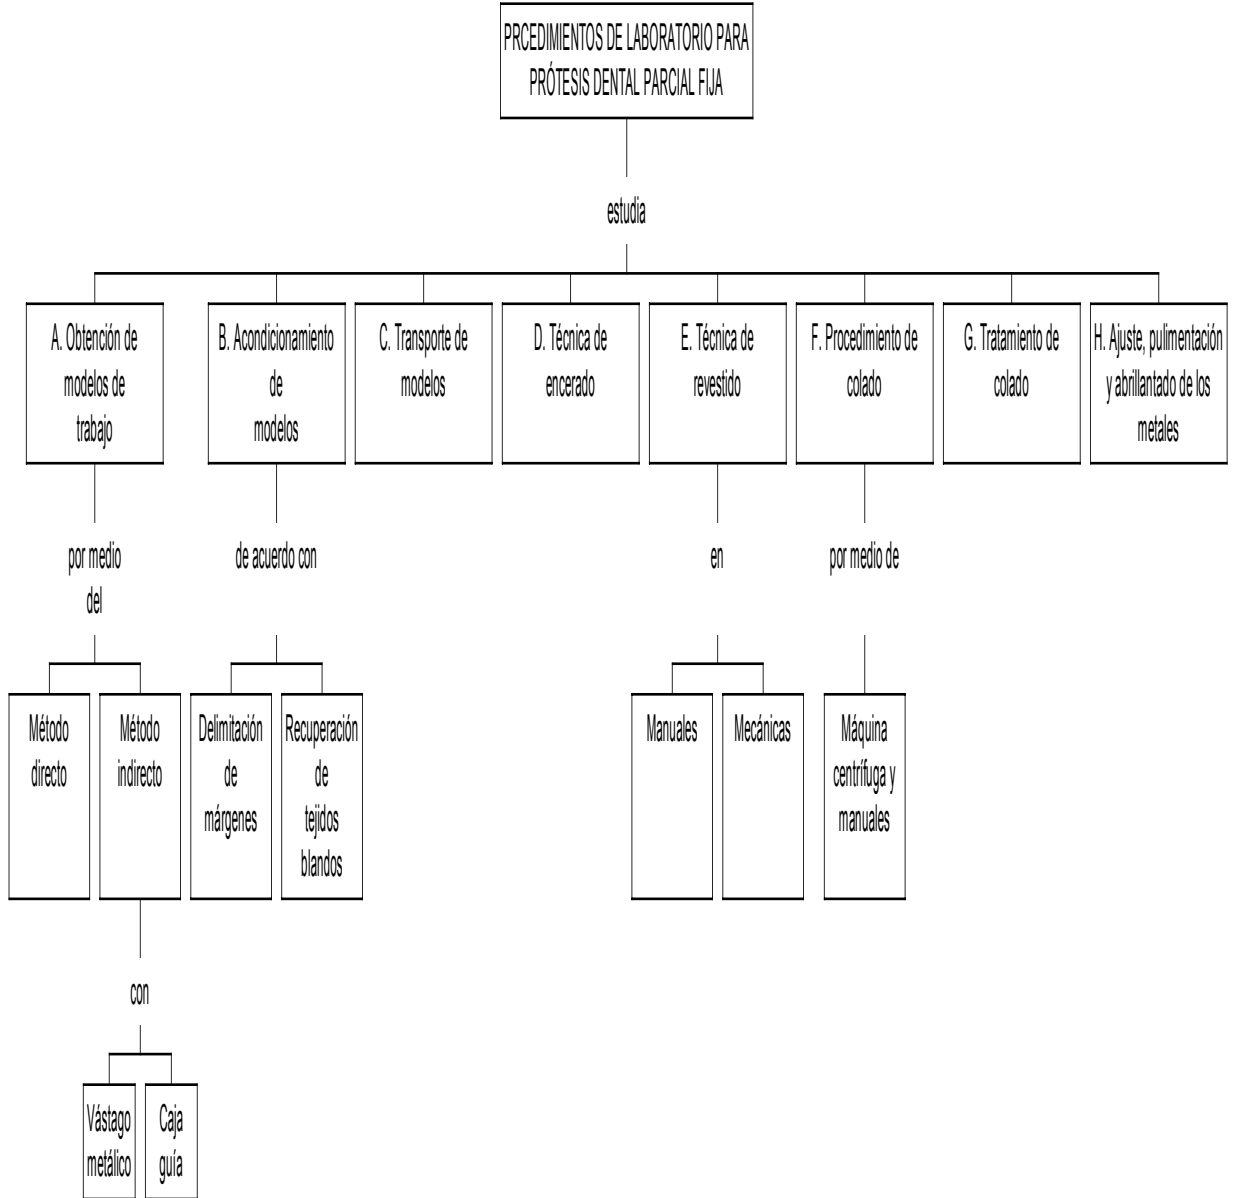 PRCEDIMIENTOS DE LABORATORIO PARA
PRÓTESIS DENTAL PARCIAL FIJA
estudia
A. Obtención de
modelos de
trabajo
B. Acondicionamiento
de
modelos
C. Transporte de
modelos
D. Técnica de
encerado
E. Técnica de
revestido
F. Procedimiento de
colado
G. Tratamiento de
colado
H. Ajuste, pulimentación
y abrillantado de los
metales
por medio
del
de acuerdo con
en
por medio de
Método
directo
Método
indirecto
Delimitación
de
márgenes
Recuperación
de
tejidos
blandos
Manuales
Mecánicas
Máquina
centrífuga y
manuales
con
Vástago
metálico
Caja
guía